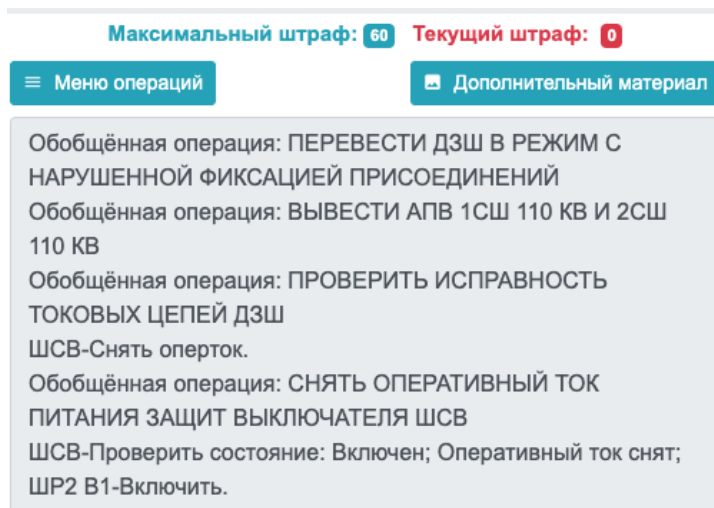 Максимальный штраф: 60 Текущий штраф: 0
Меню операций Дополнительный материал
Обобщённая операция: ПЕРЕВЕСТИ ДЗШ В РЕЖИМ С
НАРУШЕННОЙ ФИКСАЦИЕЙ ПРИСОЕДИНЕНИЙ
Обобщённая операция: ВЫВЕСТИ АПВ 1СШ 110 КВ И 2СШ
110 КВ
Обобщённая операция: ПРОВЕРИТЬ ИСПРАВНОСТЬ
ТОКОВЫХ ЦЕПЕЙ ДЗШ
ШСВ-Снять оперток.
Обобщённая операция: СНЯТЬ ОПЕРАТИВНЫЙ ТОК
ПИТАНИЯ ЗАЩИТ ВЫКЛЮЧАТЕЛЯ ШСВ
ШСВ-Проверить состояние: Включен; Оперативный ток снят;
ШР2 В1-Включить.